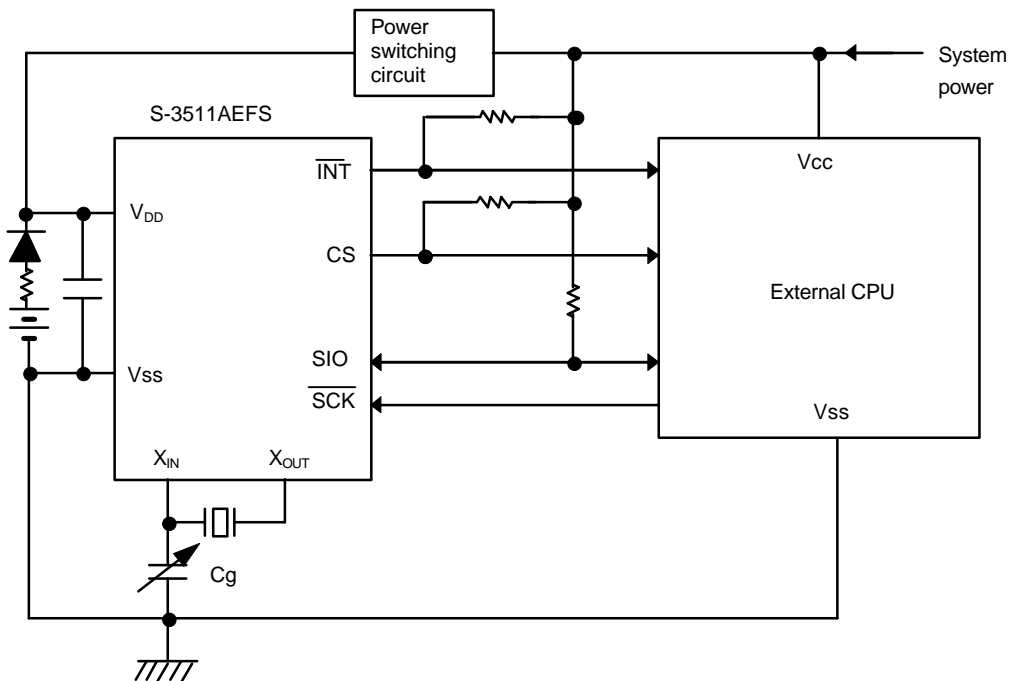 Power
switching
circuit
System
power
S-3511AEFS
INT
Vcc
VDD
CS
External CPU
SIO
Vss
SCK
Vss
XIN
XOUT
Cg